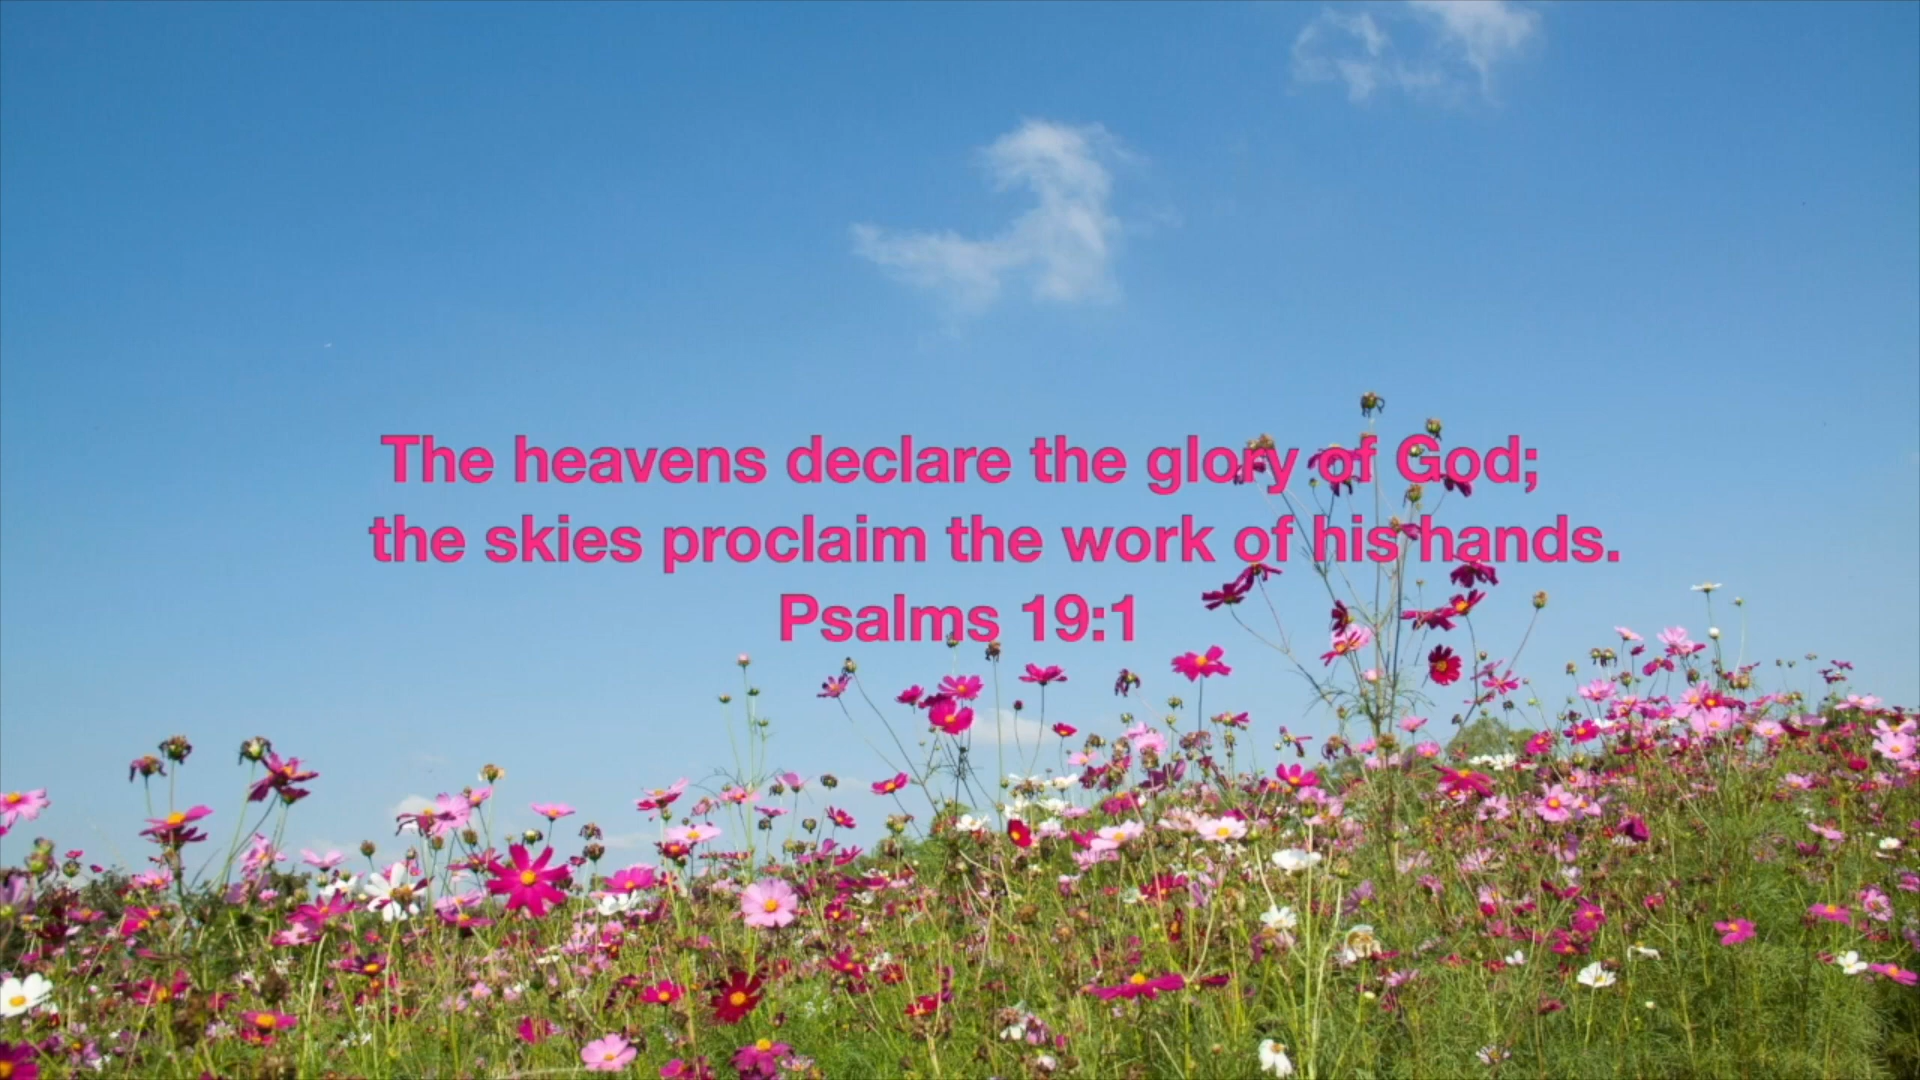 The heavens declare the glory of God;
the skies proclaim the work of his hands.
Psalms 19:1